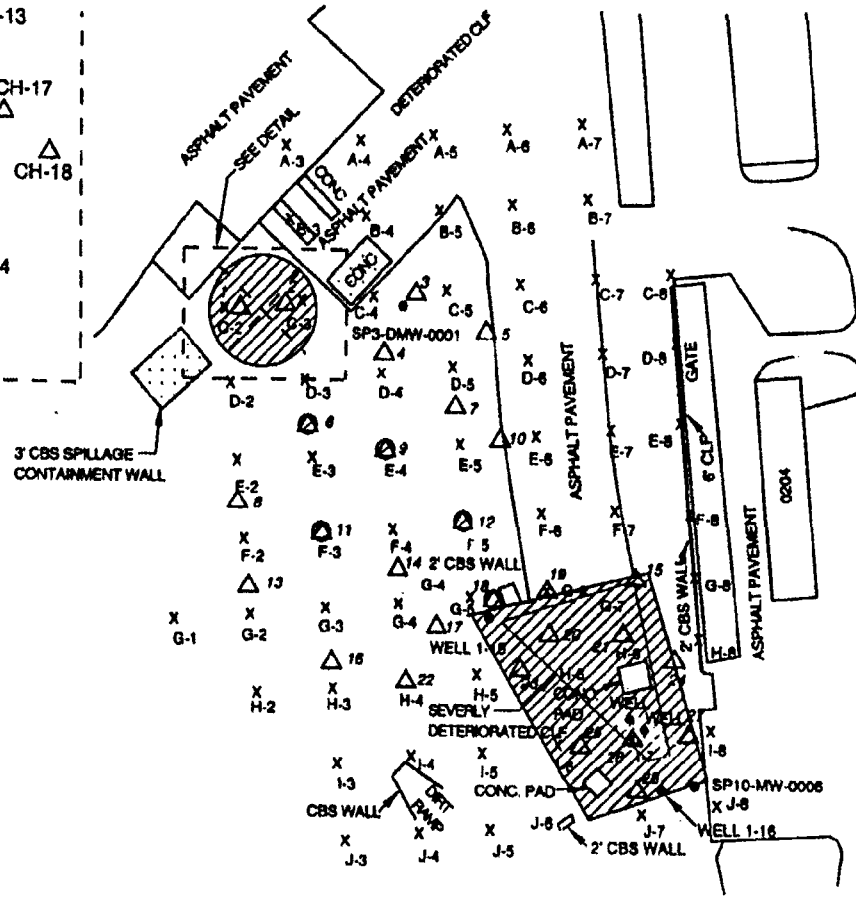 -13
CH-17
CH-18
4
ASPHALT PAVEMENT
SEE DETAIL
DETERIORATED CLF
CONC
ASPHALT PAVEMENT
CONC
A-3
A-4
A-5
A-6
A-7
B-4
B-5
B-6
B-7
3
C-4
C-5
C-6
C-7
C-8
SP3-DMW-0001
4
5
D-2
D-3
D-4
D-5
D-6
D-7
D-8
GATE
7
3' CBS SPILLAGE
CONTAINMENT WALL
9
10
E-2
E-3
E-4
E-5
E-6
E-7
E-8
ASPHALT PAVEMENT
6' CLF
0204
11
12
F-2
F-3
F-4
F-5
F-6
F-7
F-8
2' CBS WALL
13
14
G-4
18
19
15
G-1
G-2
G-3
G-4
G-8
2' CBS WALL
ASPHALT PAVEMENT
17
WELL 1-15
20
21
H-8
16
22
H-2
H-3
H-4
H-5
SEVERLY
DETERIORATED CLF
CONC.
PAD
WELL
WELL
I-3
I-4
I-5
I-8
CBS WALL
DIRT
RAMP
CONC. PAD
28
SP10-MW-0006
J-3
J-4
J-5
J-6
J-7
J-8
2' CBS WALL
WELL 1-16